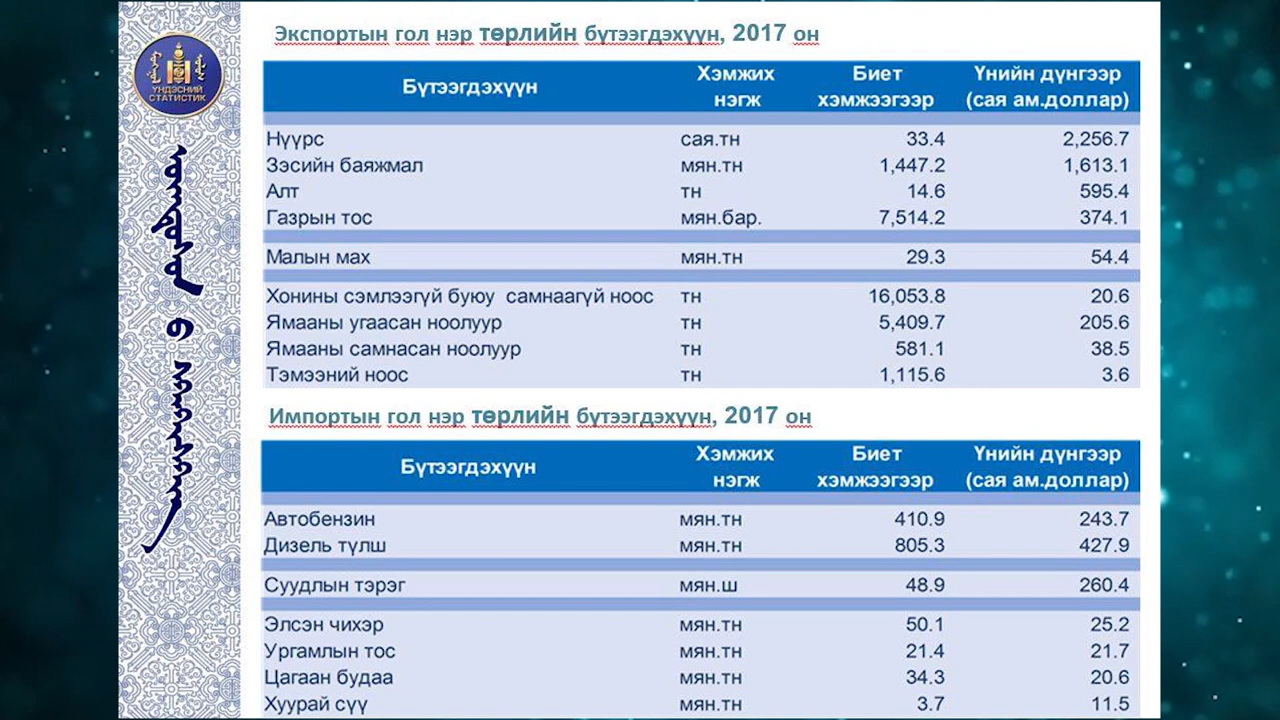 ҮНДЭСНИЙ
СТАТИСТИК
Экспортын гол нэр төрлийн бүтээгдэхүүн, 2017 он
Бүтээгдэхүүн Хэмжих нэгж Биет хэмжээгээр Үнийн дүнгээр (сая ам.доллар)
Нүүрс сая.тн 33.4 2,256.7
Зэсийн баяжмал мян.тн 1,447.2 1,613.1
Алт тн 14.6 595.4
Газрын тос мян.бар. 7,514.2 374.1
Малын мах мян.тн 29.3 54.4
Хонины сэмлээгүй буюу самнаагүй ноос тн 16,053.8 20.6
Ямааны угаасан ноолуур тн 5,409.7 205.6
Ямааны самнасан ноолуур тн 581.1 38.5
Тэмээний ноос тн 1,115.6 3.6
Импортын гол нэр төрлийн бүтээгдэхүүн, 2017 он
Бүтээгдэхүүн Хэмжих нэгж Биет хэмжээгээр Үнийн дүнгээр (сая ам.доллар)
Автобензин мян.тн 410.9 243.7
Дизель түлш мян.тн 805.3 427.9
Суудлын тэрэг мян.ш 48.9 260.4
Элсэн чихэр мян.тн 50.1 25.2
Ургамлын тос мян.тн 21.4 21.7
Цагаан будаа мян.тн 34.3 20.6
Хуурай сүү мян.тн 3.7 11.5